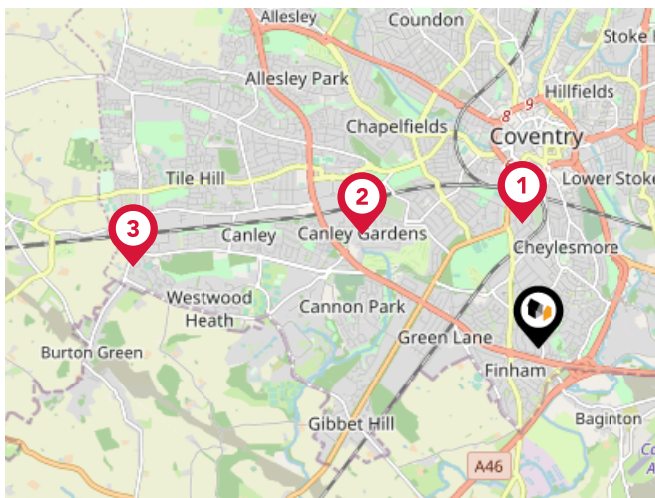 Allesley
Coundon
Stoke
Allesley Park
Hillfields
8
9
Chapelfields
Coventry
Tile Hill
2
1
Lower Stoke
3
Canley
Canley Gardens
Cheylesmore
Westwood
Heath
Cannon Park
Green Lane
Burton Green
Finham
Gibbet Hill
Baginton
A46